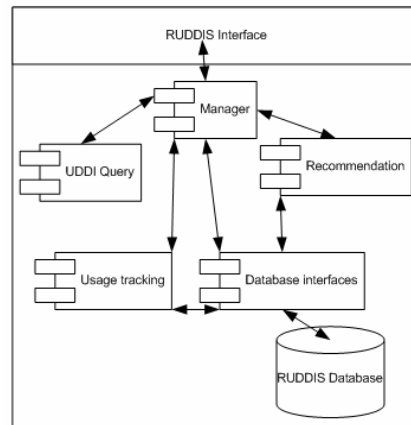 RUDDIS Interface
Manager
UDDI Query
Recommendation
Usage tracking
Database interfaces
RUDDIS Database